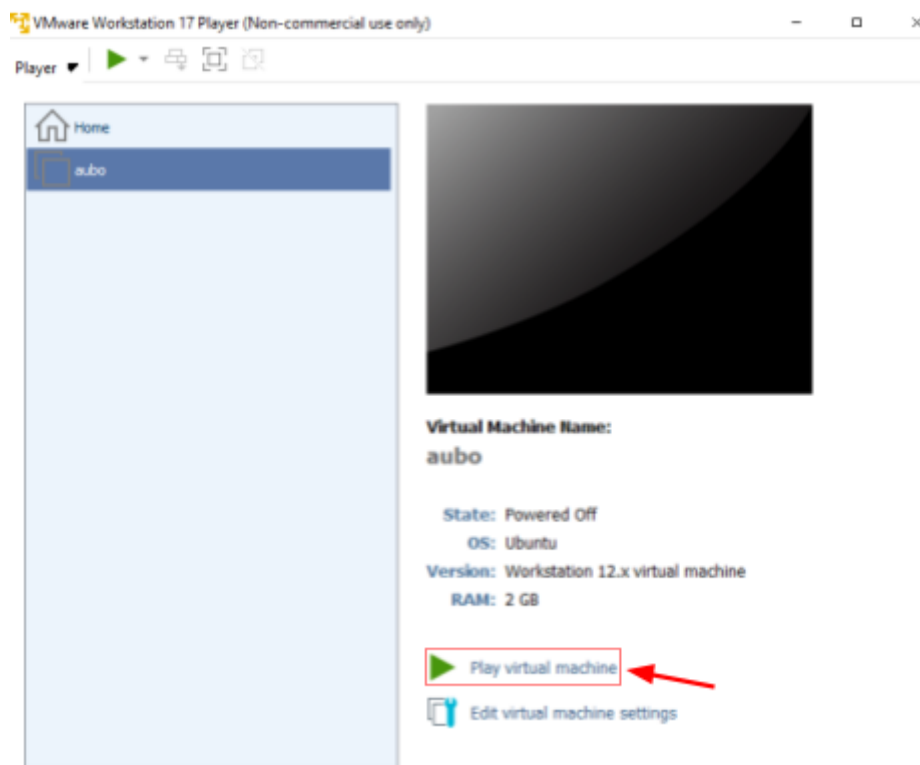 VMware Workstation 17 Player (Non-commercial use only)
Player
Home
aubo
Virtual Machine Name:
aubo
State: Powered Off
OS: Ubuntu
Version: Workstation 12.x virtual machine
RAM: 2 GB
Play virtual machine
Edit virtual machine settings